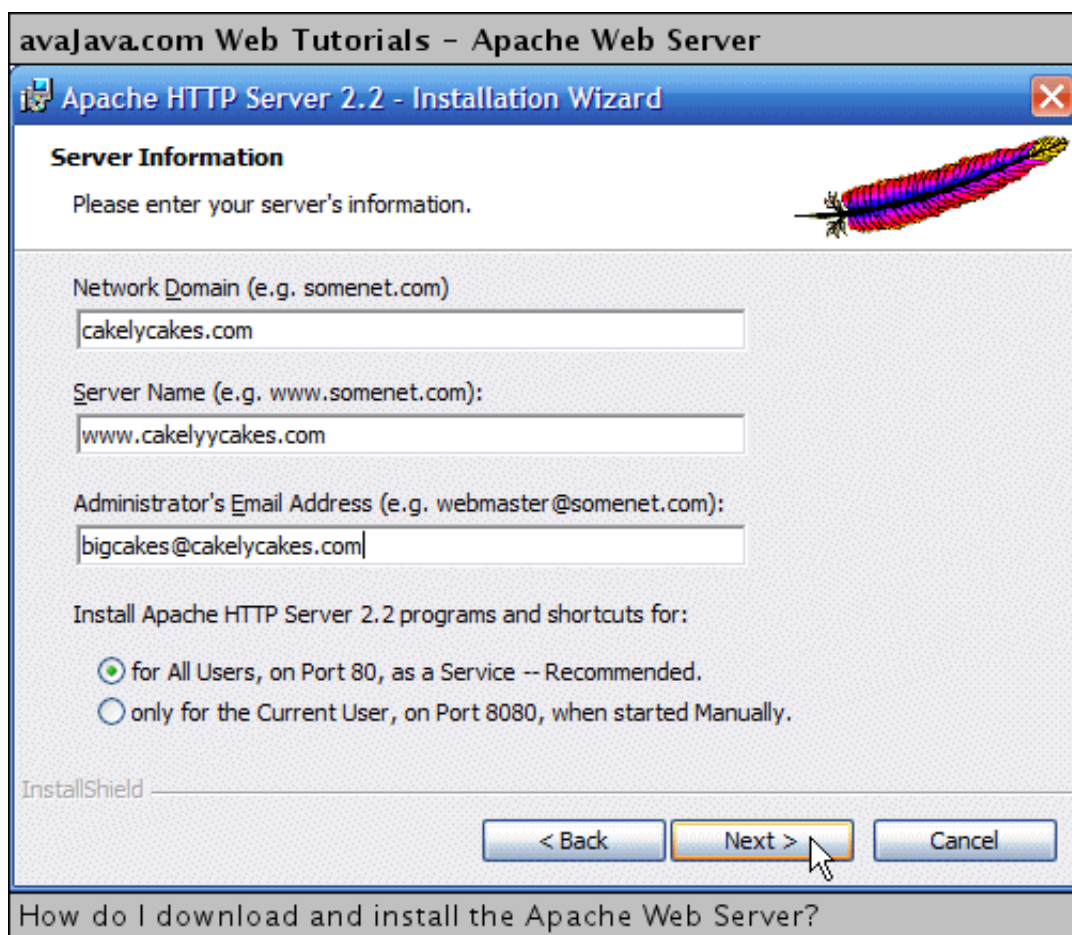 avaJava.com Web Tutorials - Apache Web Server
Apache HTTP Server 2.2 - Installation Wizard
Server Information
Please enter your server's information.
Network Domain (e.g. somenet.com)
cakelycakes.com
Server Name (e.g. www.somenet.com):
www.cakelyycakes.com
Administrator's Email Address (e.g. webmaster@somenet.com):
bigcakes@cakelycakes.com
Install Apache HTTP Server 2.2 programs and shortcuts for:
for All Users, on Port 80, as a Service -- Recommended.
only for the Current User, on Port 8080, when started Manually.
InstallShield
< Back Next > Cancel
How do I download and install the Apache Web Server?